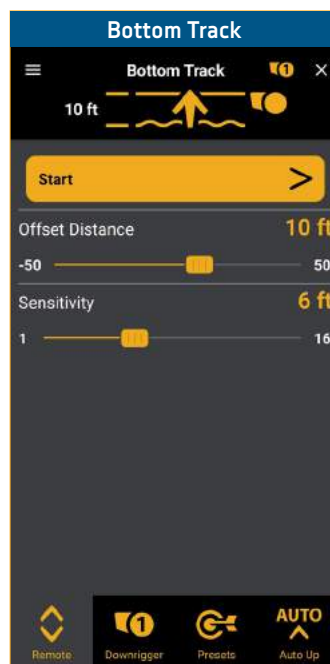 Bottom Track
Bottom Track 1 ×
10 ft
Start >
Offset Distance 10 ft
-50 50
Sensitivity 6 ft
1 16
1 AUTO
Remote Downrigger Presets Auto Up